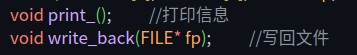 void print_();        //打印信息
void write_back(FILE* fp);        //写回文件